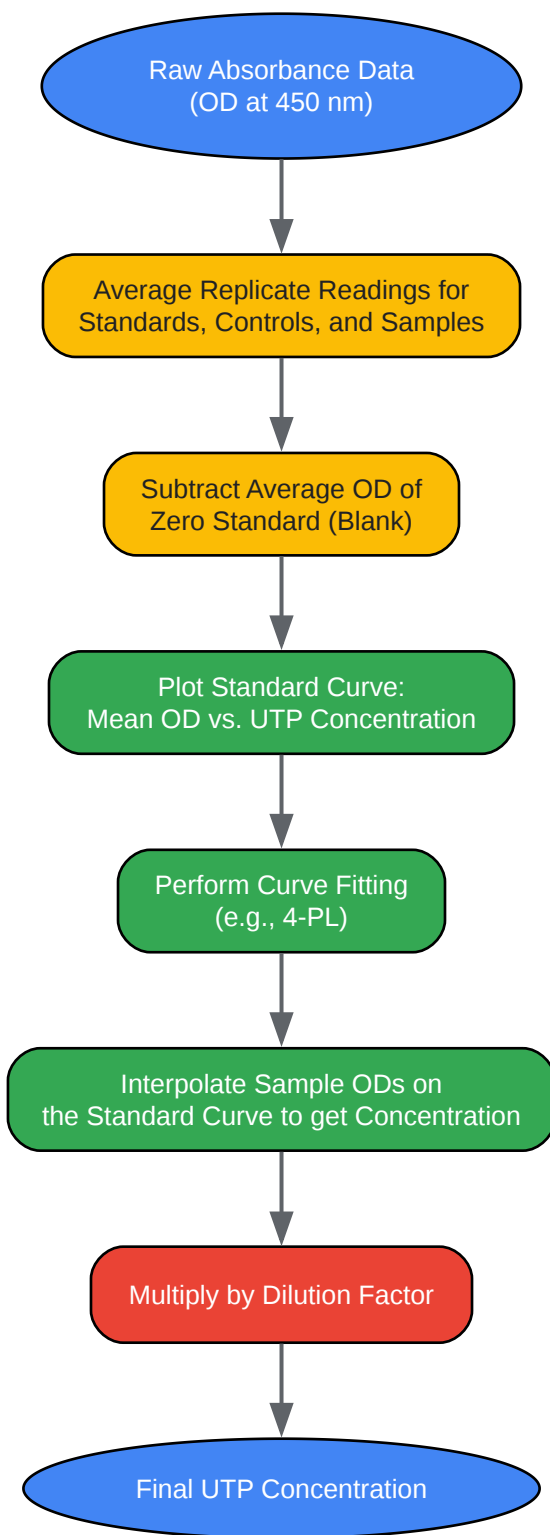 Raw Absorbance Data
(OD at 450 nm)
Average Replicate Readings for
Standards, Controls, and Samples
Subtract Average OD of
Zero Standard (Blank)
Plot Standard Curve:
Mean OD vs. UTP Concentration
Perform Curve Fitting
(e.g., 4-PL)
Interpolate Sample ODs on
the Standard Curve to get Concentration
Multiply by Dilution Factor
Final UTP Concentration